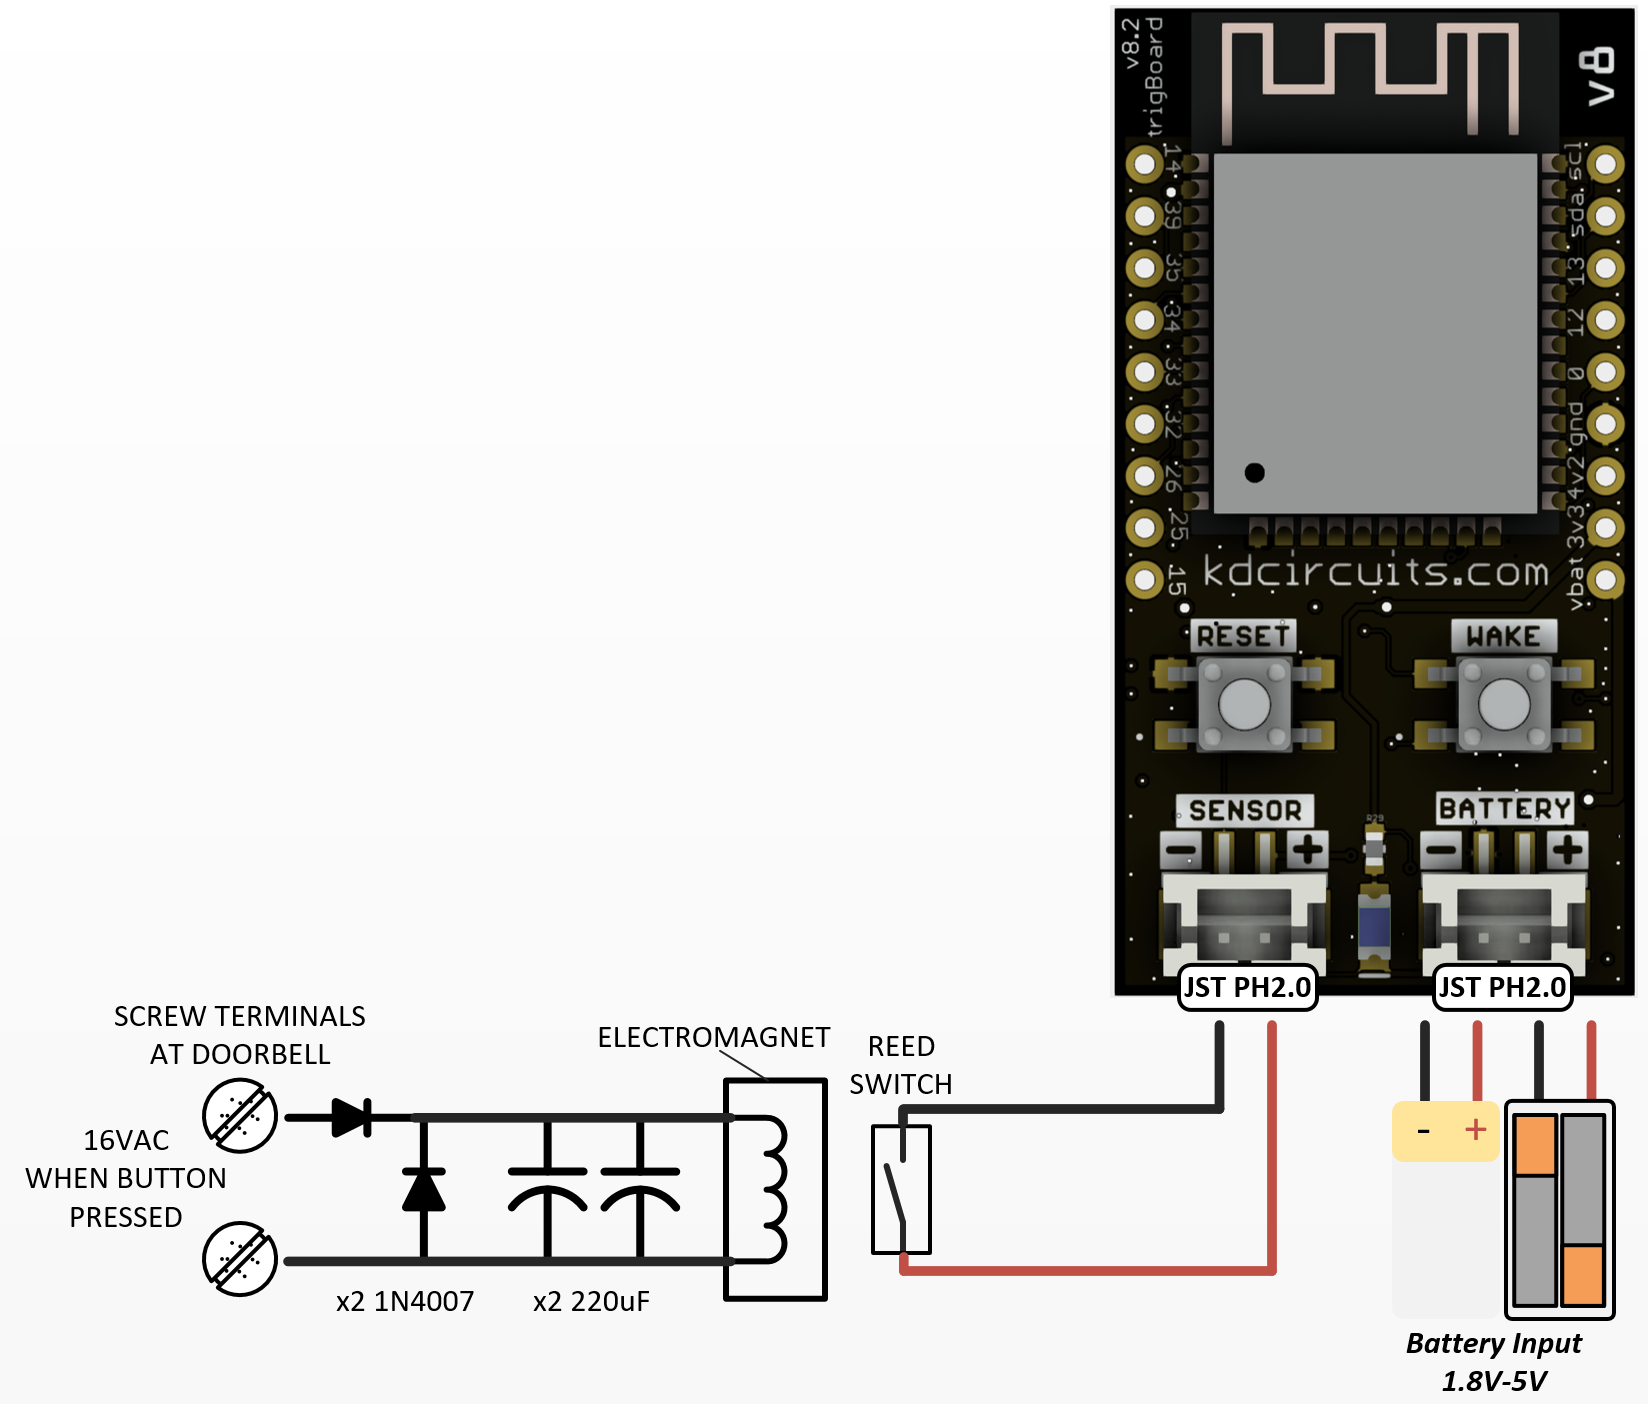 v8.2
trigBoard
v8
14
39
35
34
33
32
26
25
15
scl
sda
13
12
0
gnd
4v2
3v3
vbat
kdcircuits.com
RESET
WAKE
SENSOR
BATTERY
R29
- +
- +
JST PH2.0
JST PH2.0
SCREW TERMINALS
AT DOORBELL
16VAC
WHEN BUTTON
PRESSED
x2 1N4007
x2 220uF
ELECTROMAGNET
REED
SWITCH
- +
Battery Input
1.8V-5V